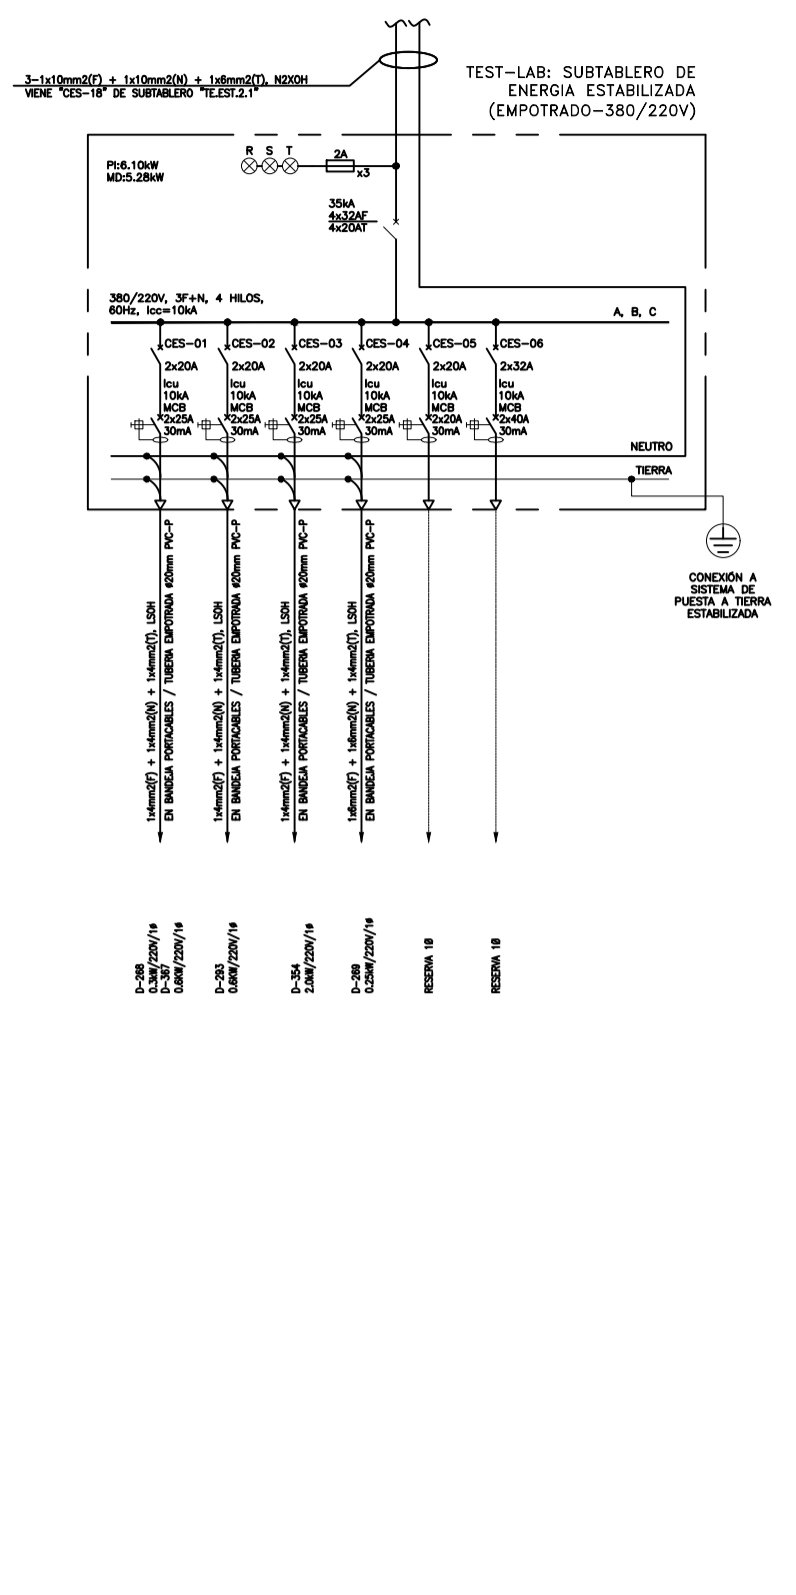 3-1x10mm2(F) + 1x10mm2(N) + 1x6mm2(T), N2XOH
VIENE "CES-18" DE SUBTABLERO "TE.EST.2.1"
TEST-LAB: SUBTABLERO DE
ENERGIA ESTABILIZADA
(EMPOTRADO-380/220V)
PI:6.10kW
MD:5.28kW
R S T
2A
x3
35kA
4x32AF
4x20AT
380/220V, 3F+N, 4 HILOS,
60Hz, Icc=10kA
A, B, C
CES-01
2x20A
Icu
10kA
MCB
2x25A
30mA
CES-02
2x20A
Icu
10kA
MCB
2x25A
30mA
CES-03
2x20A
Icu
10kA
MCB
2x25A
30mA
CES-04
2x20A
Icu
10kA
MCB
2x25A
30mA
CES-05
2x20A
Icu
10kA
MCB
2x20A
30mA
CES-06
2x32A
Icu
10kA
MCB
2x40A
30mA
NEUTRO
TIERRA
CONEXIÓN A
SISTEMA DE
PUESTA A TIERRA
ESTABILIZADA
1x4mm2(F) + 1x4mm2(N) + 1x4mm2(T), LSOH
EN BANDEJA PORTACABLES / TUBERIA EMPOTRADA ø20mm PVC-P
1x4mm2(F) + 1x4mm2(N) + 1x4mm2(T), LSOH
EN BANDEJA PORTACABLES / TUBERIA EMPOTRADA ø20mm PVC-P
1x4mm2(F) + 1x4mm2(N) + 1x4mm2(T), LSOH
EN BANDEJA PORTACABLES / TUBERIA EMPOTRADA ø20mm PVC-P
1x6mm2(F) + 1x6mm2(N) + 1x6mm2(T), LSOH
EN BANDEJA PORTACABLES / TUBERIA EMPOTRADA ø20mm PVC-P
D-268
0.3kW/220V/1ø
D-367
0.6KW/220V/1ø
D-293
0.6KW/220V/1ø
D-354
2.0kW/220V/1ø
D-269
0.25kW/220V/1ø
RESERVA 1Ø
RESERVA 1Ø